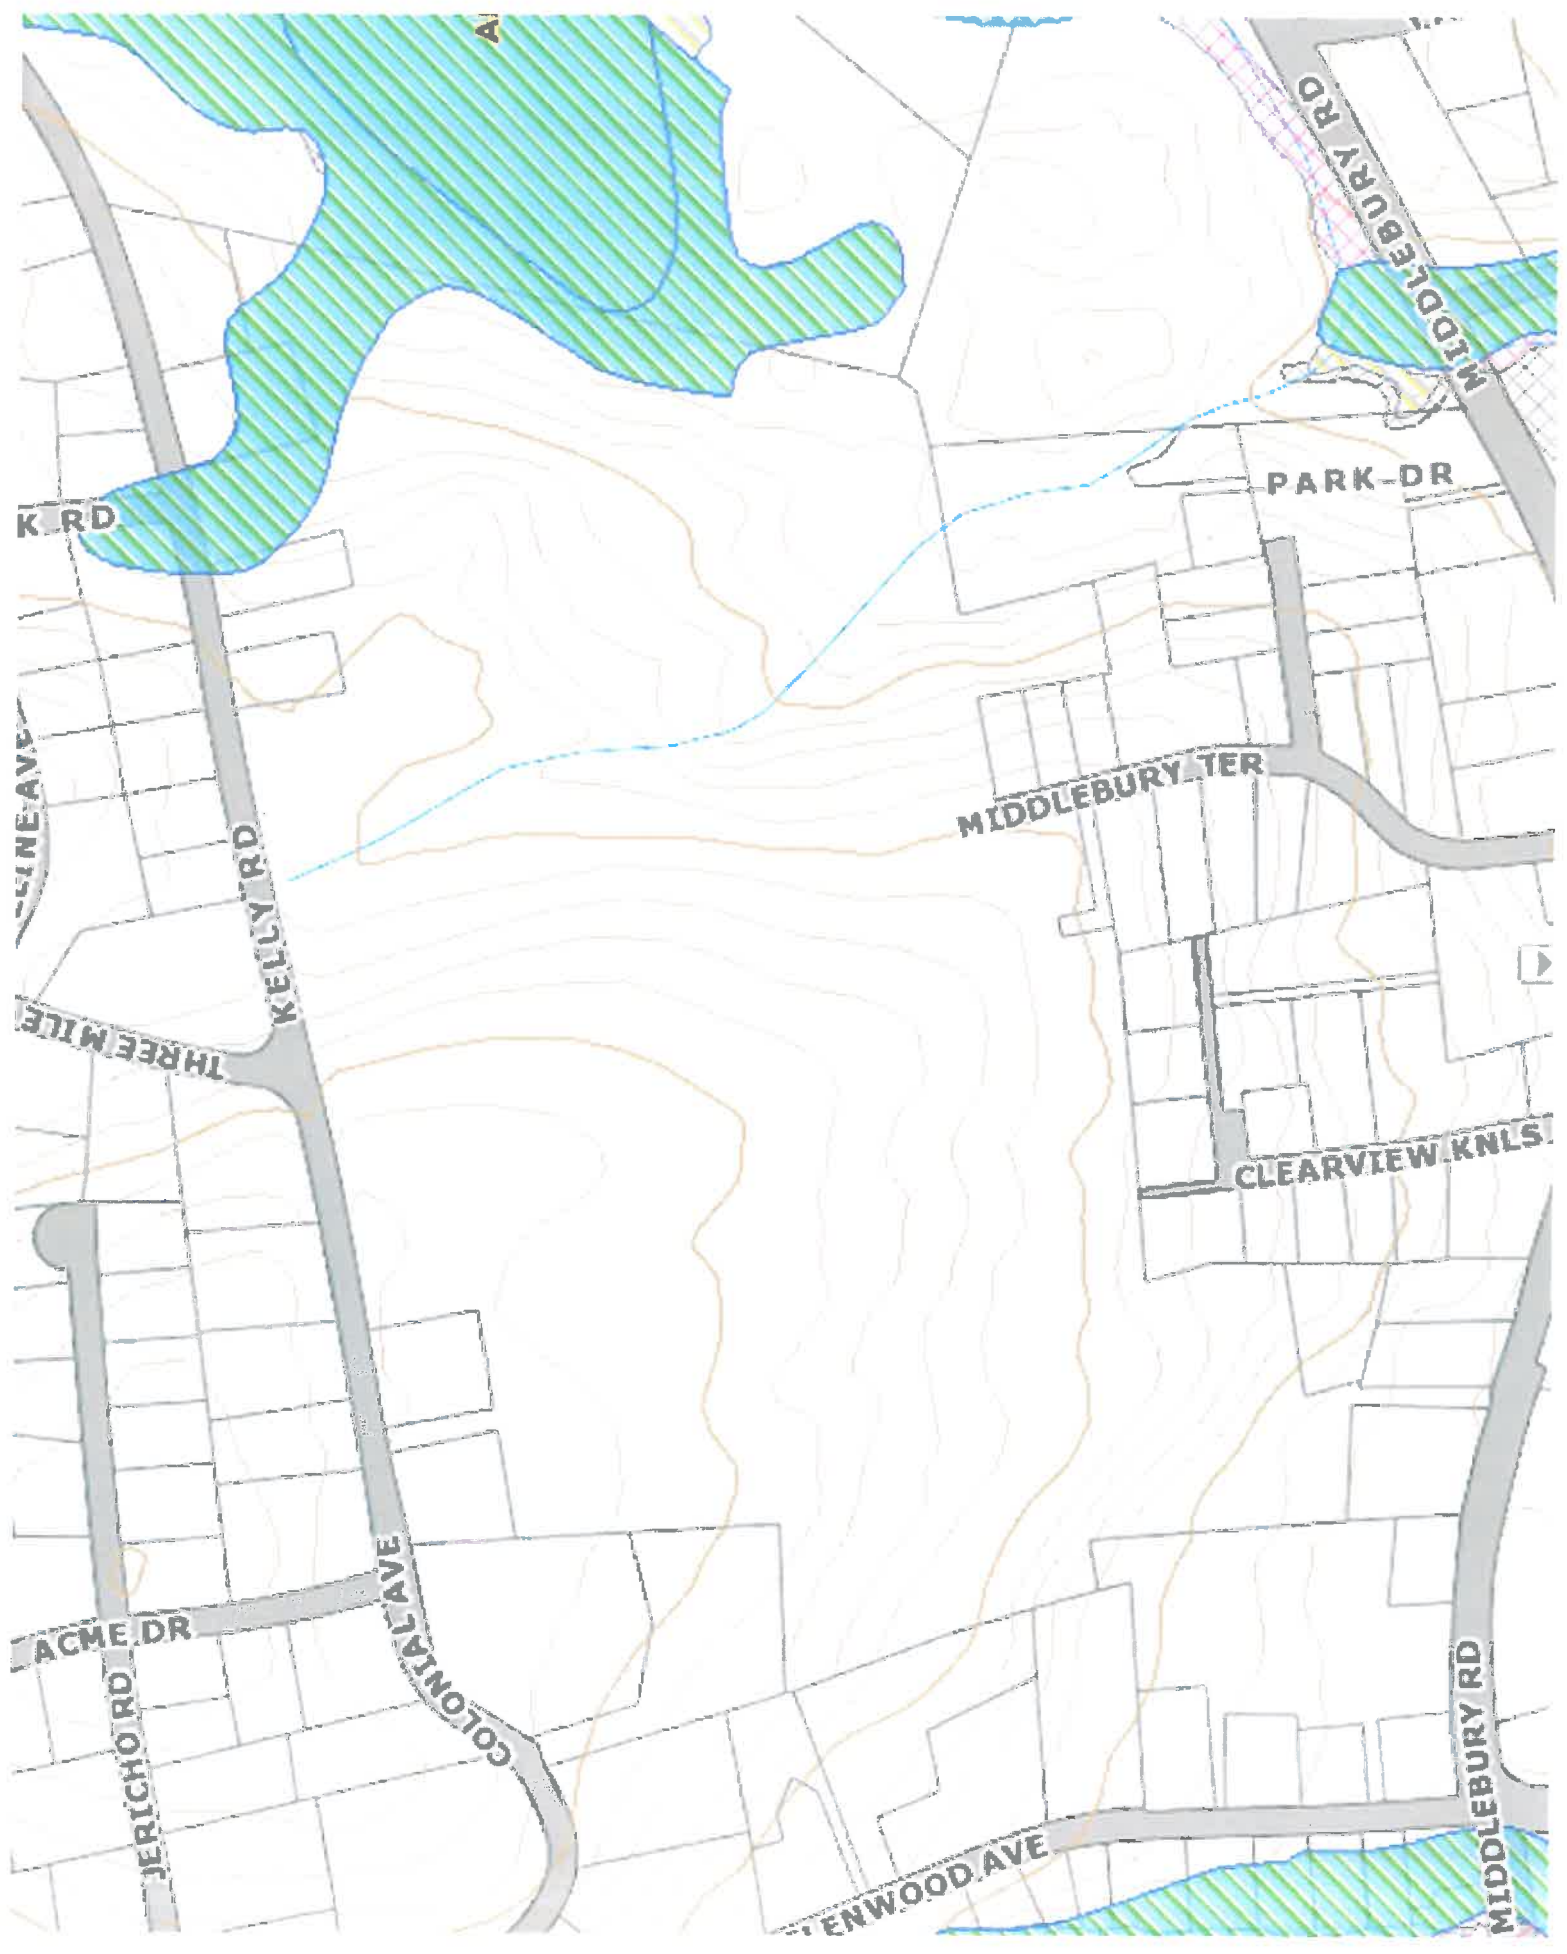 A
MIDDLEBURY RD
PARK DR
K RD
MIDDLEBURY TER
KELLY RD
THREE MILE
CLEARVIEW KNLS
ACME DR
COLONIAL AVE
JERICHO RD
MIDDLEBURY RD
LENWOOD AVE